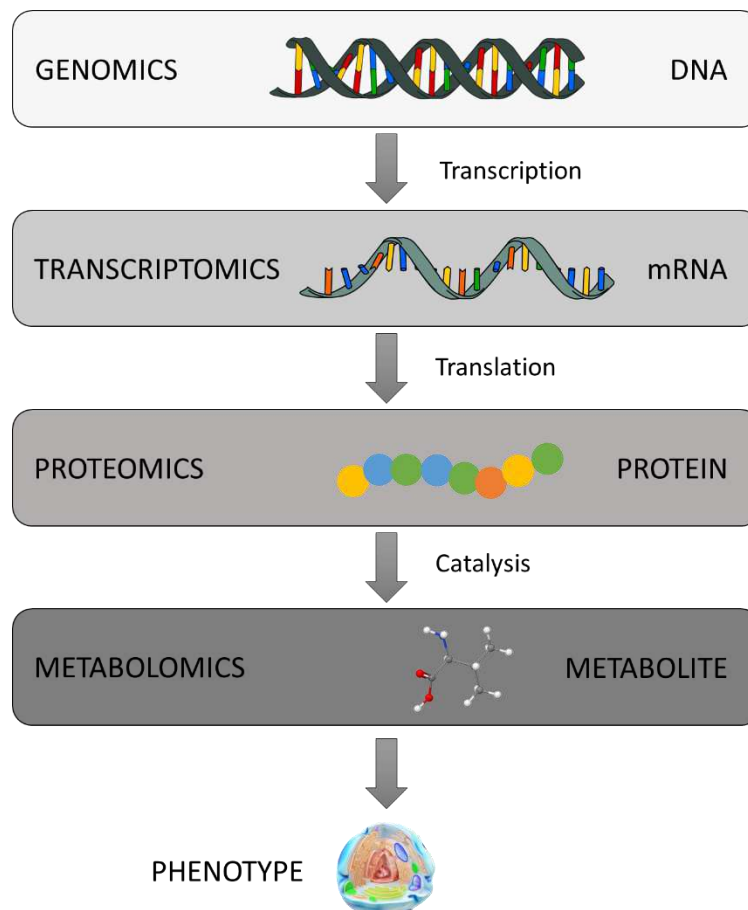 GENOMICS DNA
Transcription
TRANSCRIPTOMICS mRNA
Translation
PROTEOMICS PROTEIN
Catalysis
METABOLOMICS METABOLITE
PHENOTYPE